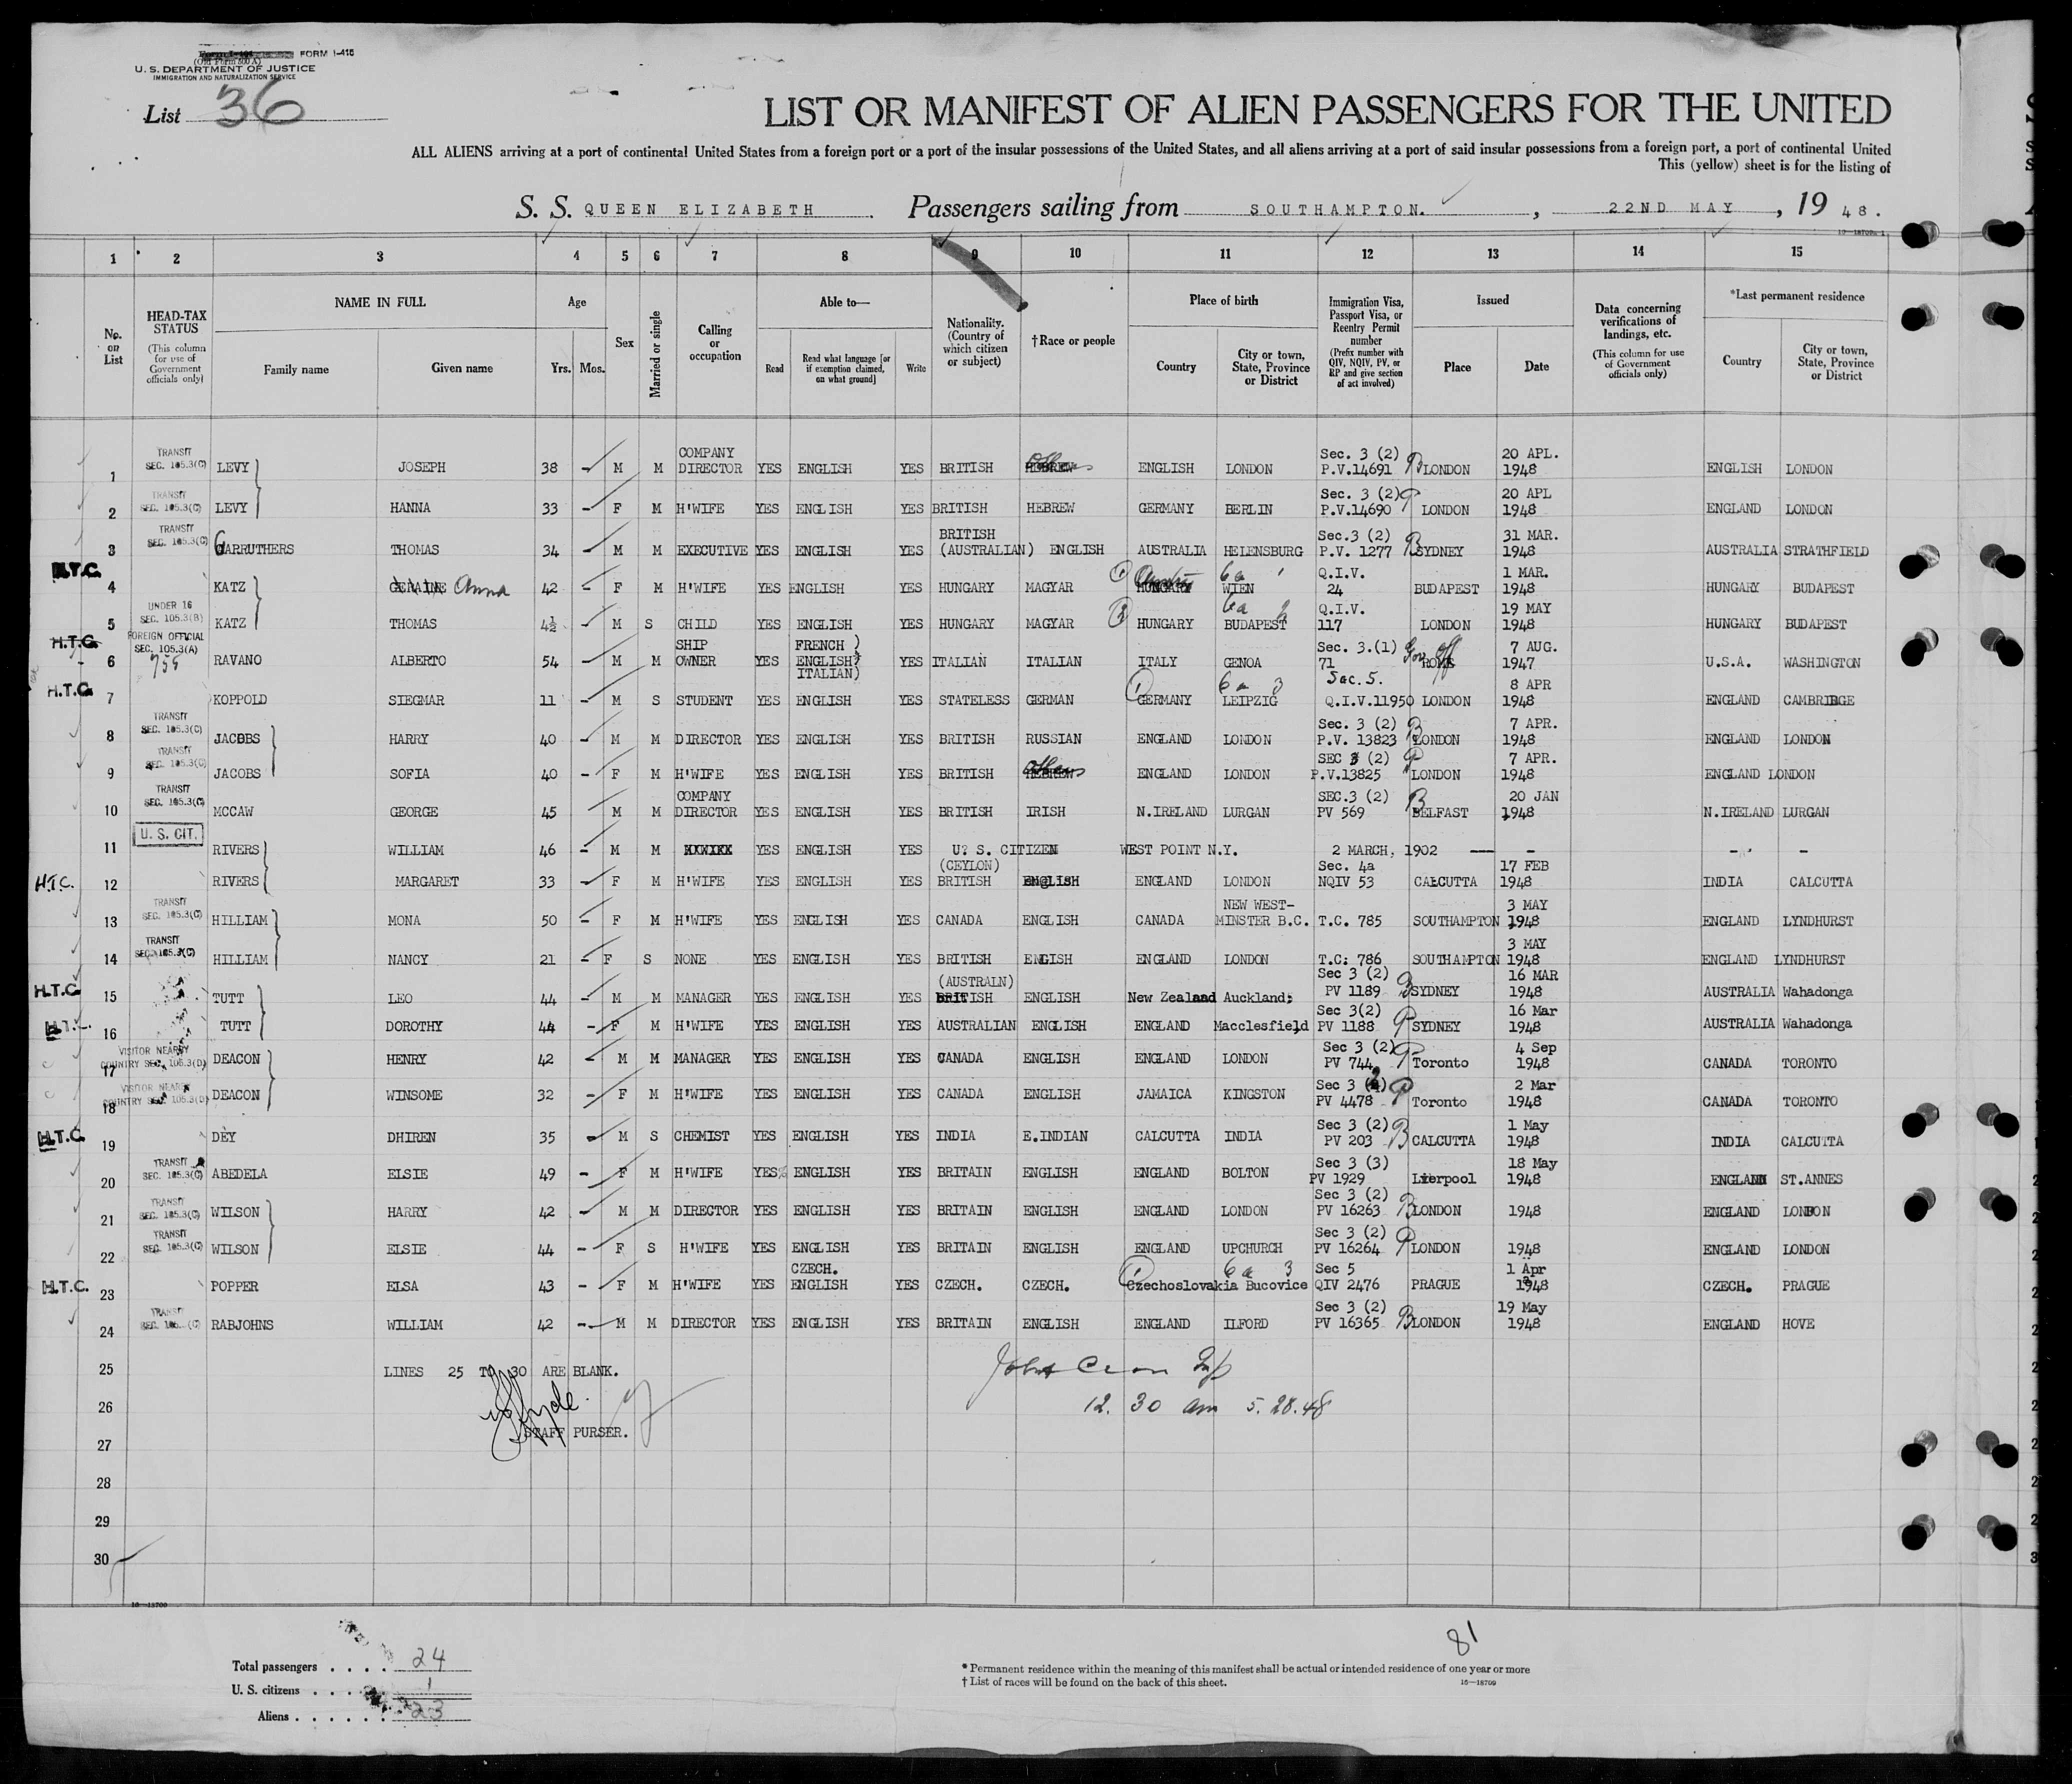 FORM I-415
(Old Form 500 A)
U. S. DEPARTMENT OF JUSTICE
IMMIGRATION AND NATURALIZATION SERVICE
List 36
LIST OR MANIFEST OF ALIEN PASSENGERS FOR THE UNITED
ALL ALIENS arriving at a port of continental United States from a foreign port or a port of the insular possessions of the United States, and all aliens arriving at a port of said insular possessions from a foreign port, a port of continental United
This (yellow) sheet is for the listing of
S. S. QUEEN ELIZABETH Passengers sailing from SOUTHAMPTON. , 22ND MAY , 19 48.
1 2 3 4 5 6 7 8 9 10 11 12 13 14 15
No. on List
HEAD-TAX STATUS (This column for use of Government officials only)
NAME IN FULL Family name Given name
Age Yrs. Mos.
Sex
Married or single
Calling or occupation
Able to— Read Read what language [or if exemption claimed, on what ground] Write
Nationality. (Country of which citizen or subject)
†Race or people
Place of birth Country City or town, State, Province or District
Immigration Visa, Passport Visa, or Reentry Permit number (Prefix number with QIV, NQIV, PV, or RP and give section of act involved)
Issued Place Date
Data concerning verifications of landings, etc. (This column for use of Government officials only)
*Last permanent residence Country City or town, State, Province or District
1 TRANSIT SEC. 105.3(C) LEVY JOSEPH 38 - M M COMPANY DIRECTOR YES ENGLISH YES BRITISH HEBREW ENGLISH LONDON Sec. 3 (2) P.V.14691 LONDON 20 APL. 1948 ENGLISH LONDON
2 TRANSIT SEC. 105.3(C) LEVY HANNA 33 - F M H'WIFE YES ENGLISH YES BRITISH HEBREW GERMANY BERLIN Sec. 3 (2) P.V.14690 LONDON 20 APL 1948 ENGLAND LONDON
3 TRANSIT SEC. 105.3(C) CARRUTHERS THOMAS 34 - M M EXECUTIVE YES ENGLISH YES BRITISH (AUSTRALIAN) ENGLISH AUSTRALIA HELENSBURG Sec.3 (2) P.V. 1277 SYDNEY 31 MAR. 1948 AUSTRALIA STRATHFIELD
H.T.C. 4 KATZ Anna 42 - F M H'WIFE YES ENGLISH YES HUNGARY MAGYAR HUNGARY WIEN Q.I.V. 24 BUDAPEST 1 MAR. 1948 HUNGARY BUDAPEST
5 UNDER 16 SEC. 105.3(B) KATZ THOMAS 4½ - M S CHILD YES ENGLISH YES HUNGARY MAGYAR HUNGARY BUDAPEST Q.I.V. 117 LONDON 19 MAY 1948 HUNGARY BUDAPEST
H.T.C. 6 FOREIGN OFFICIAL SEC. 105.3(A) RAVANO ALBERTO 54 - M M SHIP OWNER YES FRENCH ) ENGLISH) ITALIAN) YES ITALIAN ITALIAN ITALY GENOA Sec. 3.(1) 71 ROME 7 AUG. 1947 U.S.A. WASHINGTON
H.T.C. 7 KOPPOLD SIEGMAR 11 - M S STUDENT YES ENGLISH YES STATELESS GERMAN GERMANY LEIPZIG Sec. 5. Q.I.V.11950 LONDON 8 APR 1948 ENGLAND CAMBRIDGE
8 TRANSIT SEC. 105.3(C) JACOBS HARRY 40 - M M DIRECTOR YES ENGLISH YES BRITISH RUSSIAN ENGLAND LONDON Sec. 3 (2) P.V. 13823 LONDON 7 APR. 1948 ENGLAND LONDON
9 TRANSIT SEC. 105.3(C) JACOBS SOFIA 40 - F M H'WIFE YES ENGLISH YES BRITISH HEBREW ENGLAND LONDON SEC 3 (2) P.V.13825 LONDON 7 APR. 1948 ENGLAND LONDON
10 TRANSIT SEC. 105.3(C) MCCAW GEORGE 45 M M COMPANY DIRECTOR YES ENGLISH YES BRITISH IRISH N.IRELAND LURGAN SEC.3 (2) PV 569 BELFAST 20 JAN 1948 N.IRELAND LURGAN
11 U. S. CIT. RIVERS WILLIAM 46 - M M YES ENGLISH YES U. S. CITIZEN WEST POINT N.Y. 2 MARCH, 1902 --- - - -
H.T.C. 12 RIVERS MARGARET 33 - F M H'WIFE YES ENGLISH YES (CEYLON) BRITISH ENGLISH ENGLAND LONDON Sec. 4a NQIV 53 CALCUTTA 17 FEB 1948 INDIA CALCUTTA
13 TRANSIT SEC. 105.3(C) HILLIAM MONA 50 - F M H'WIFE YES ENGLISH YES CANADA ENGLISH CANADA NEW WEST-MINSTER B.C. T.C. 785 SOUTHAMPTON 3 MAY 1948 ENGLAND LYNDHURST
14 TRANSIT SEC. 105.3(C) HILLIAM NANCY 21 - F S NONE YES ENGLISH YES BRITISH ENGISH ENGLAND LONDON T.C: 786 SOUTHAMPTON 3 MAY 1948 ENGLAND LYNDHURST
H.T.C. 15 TUTT LEO 44 - M M MANAGER YES ENGLISH YES (AUSTRALN) BRITISH ENGLISH New Zealand Auckland; Sec 3 (2) PV 1189 SYDNEY 16 MAR 1948 AUSTRALIA Wahadonga
16 TUTT DOROTHY 44 - F M H'WIFE YES ENGLISH YES AUSTRALIAN ENGLISH ENGLAND Macclesfield Sec 3(2) PV 1188 SYDNEY 16 Mar 1948 AUSTRALIA Wahadonga
17 VISITOR NEARBY COUNTRY SEC. 105.3(D) DEACON HENRY 42 - M M MANAGER YES ENGLISH YES CANADA ENGLISH ENGLAND LONDON Sec 3 (2) PV 744 Toronto 4 Sep 1948 CANADA TORONTO
18 VISITOR NEARBY COUNTRY SEC. 105.3(D) DEACON WINSOME 32 - F M H'WIFE YES ENGLISH YES CANADA ENGLISH JAMAICA KINGSTON Sec 3 (2) PV 4478 Toronto 2 Mar 1948 CANADA TORONTO
H.T.C. 19 DEY DHIREN 35 - M S CHEMIST YES ENGLISH YES INDIA E.INDIAN CALCUTTA INDIA Sec 3 (2) PV 203 CALCUTTA 1 May 1948 INDIA CALCUTTA
20 TRANSIT SEC. 105.3(C) ABEDELA ELSIE 49 - F M H'WIFE YES ENGLISH YES BRITAIN ENGLISH ENGLAND BOLTON Sec 3 (3) PV 1929 Liverpool 18 May 1948 ENGLAND ST.ANNES
21 TRANSIT SEC. 105.3(C) WILSON HARRY 42 - M M DIRECTOR YES ENGLISH YES BRITAIN ENGLISH ENGLAND LONDON Sec 3 (2) PV 16263 LONDON 1948 ENGLAND LONDON
22 TRANSIT SEC. 105.3(C) WILSON ELSIE 44 - F S H'WIFE YES ENGLISH YES BRITAIN ENGLISH ENGLAND UPCHURCH Sec 3 (2) PV 16264 LONDON 1948 ENGLAND LONDON
H.T.C. 23 POPPER ELSA 43 - F M H'WIFE YES CZECH. ENGLISH YES CZECH. CZECH. Czechoslovakia Bucovice Sec 5 QIV 2476 PRAGUE 1 Apr 1948 CZECH. PRAGUE
24 TRANSIT SEC. 105.3(C) RABJOHNS WILLIAM 42 - M M DIRECTOR YES ENGLISH YES BRITAIN ENGLISH ENGLAND ILFORD Sec 3 (2) PV 16365 LONDON 19 May 1948 ENGLAND HOVE
25 LINES 25 TO 30 ARE BLANK.
26 12.30 am 5.28.48
27 STAFF PURSER.
28
29
30
16—18709
81
Total passengers . . . . 24
U. S. citizens . . . . 1
Aliens . . . . . . 23
* Permanent residence within the meaning of this manifest shall be actual or intended residence of one year or more
† List of races will be found on the back of this sheet.
16—18709